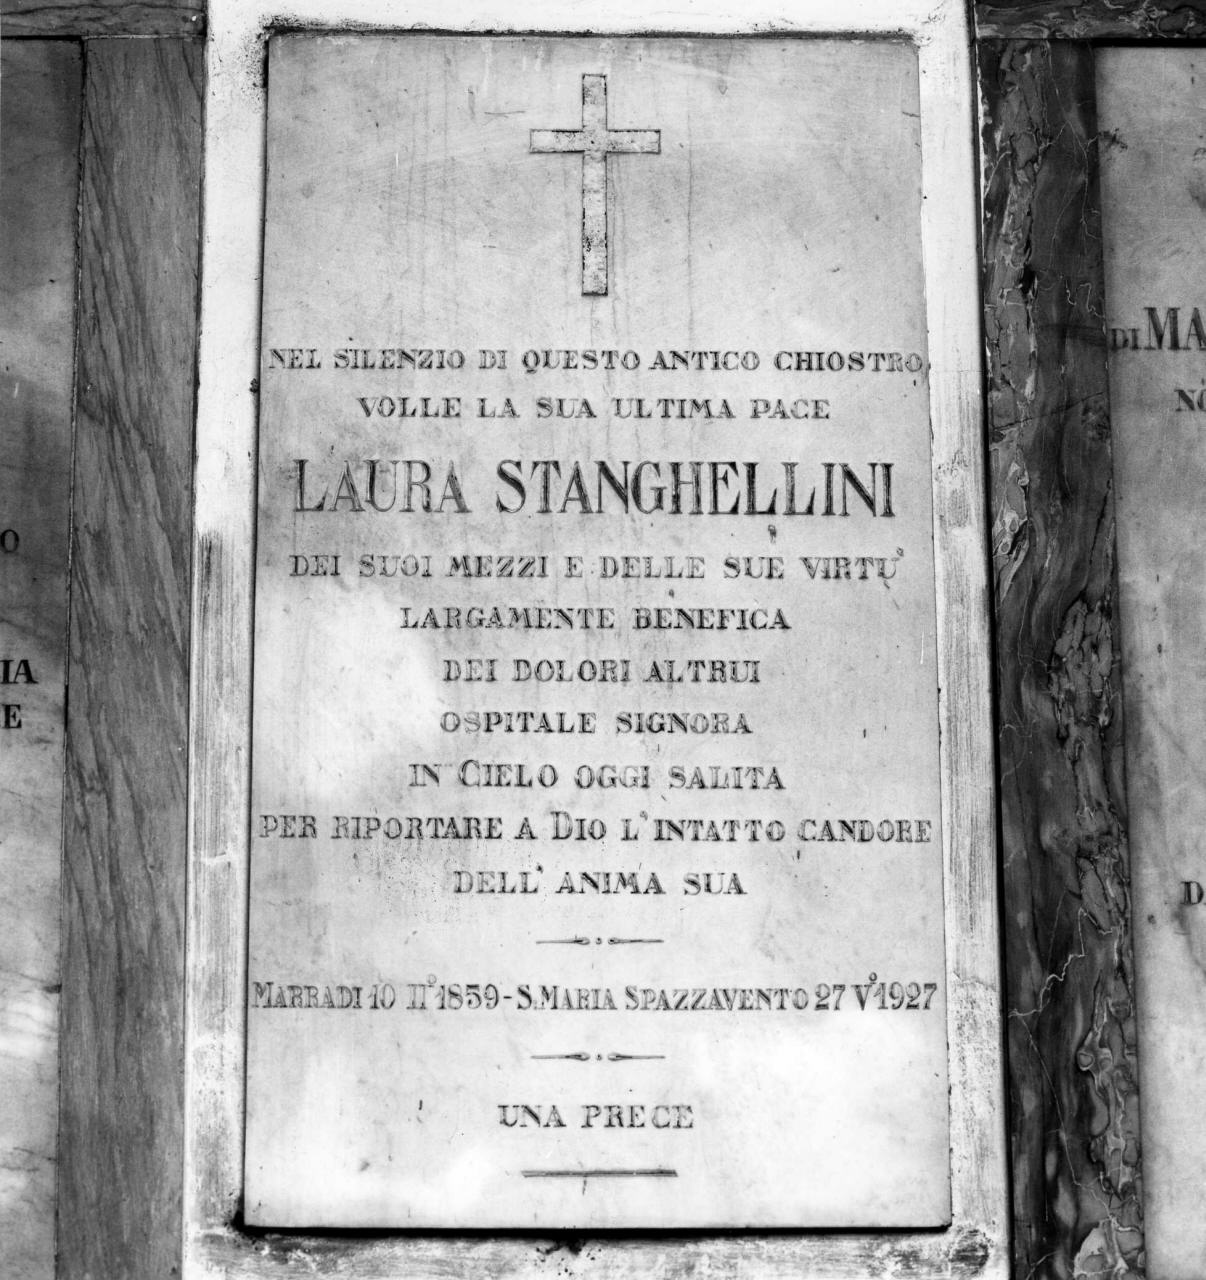 NEL SILENZIO DI QUESTO ANTICO CHIOSTRO
VOLLE LA SUA ULTIMA PACE
LAURA STANGHELLINI
DEI SUOI MEZZI E DELLE SUE VIRTU'
LARGAMENTE BENEFICA
DEI DOLORI ALTRUI
OSPITALE SIGNORA
IN CIELO OGGI SALITA
PER RIPORTARE A DIO L'INTATTO CANDORE
DELL'ANIMA SUA
MARRADI 10 II° 1859 - S. MARIA SPAZZAVENTO 27 V° 1927
UNA PRECE
DI MA